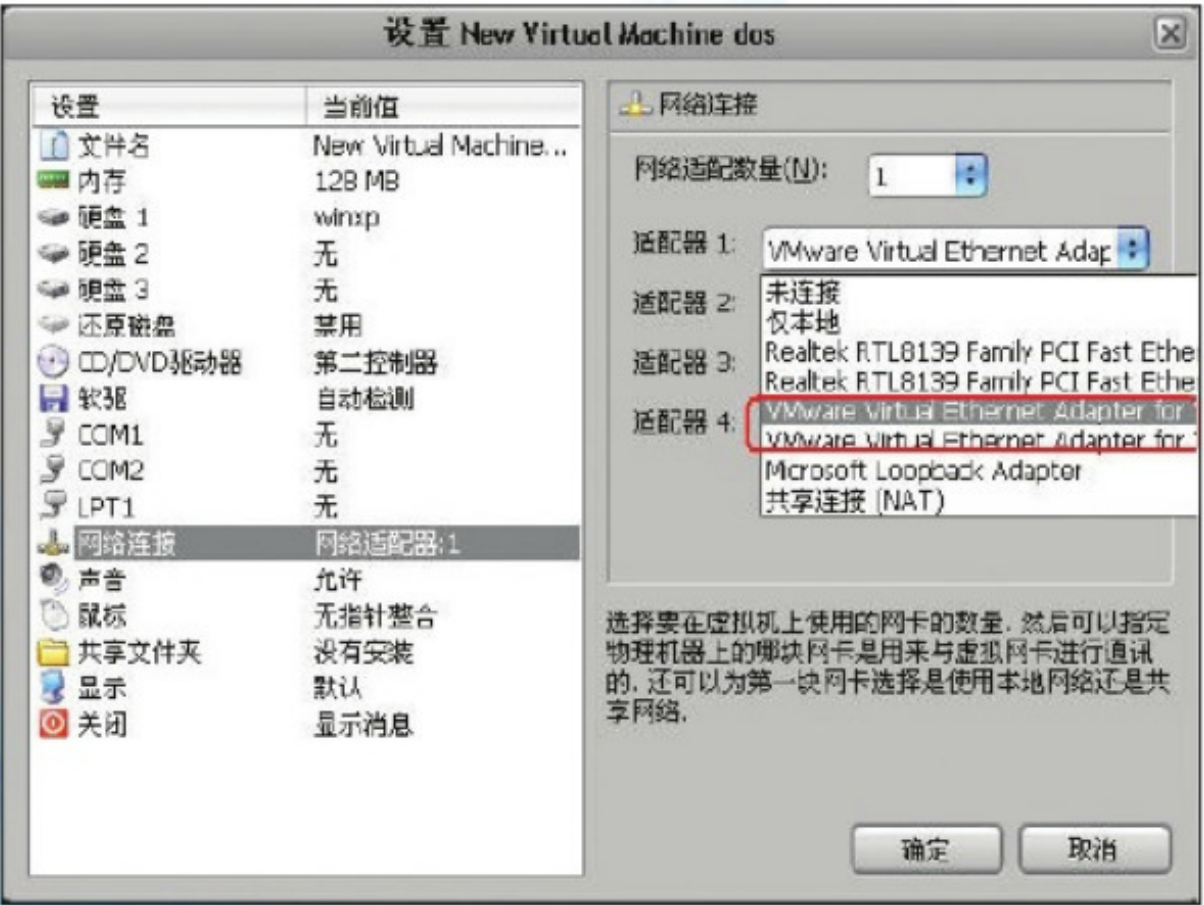 设置 New Virtual Machine dos
设置 当前值
文件名 New Virtual Machine...
内存 128 MB
硬盘 1 winxp
硬盘 2 无
硬盘 3 无
还原磁盘 禁用
CD/DVD驱动器 第二控制器
软驱 自动检测
COM1 无
COM2 无
LPT1 无
网络连接 网络适配器:1
声音 允许
鼠标 无指针整合
共享文件夹 没有安装
显示 默认
关闭 显示消息
网络连接
网络适配数量(N): 1
适配器 1: VMware Virtual Ethernet Adap
适配器 2:
适配器 3:
适配器 4:
未连接
仅本地
Realtek RTL8139 Family PCI Fast Ethe
Realtek RTL8139 Family PCI Fast Ethe
VMware Virtual Ethernet Adapter for
VMware Virtual Ethernet Adapter for
Microsoft Loopback Adapter
共享连接 (NAT)
选择要在虚拟机上使用的网卡的数量. 然后可以指定
物理机器上的哪块网卡是用来与虚拟网卡进行通讯
的. 还可以为第一块网卡选择是使用本地网络还是共
享网络.
确定 取消